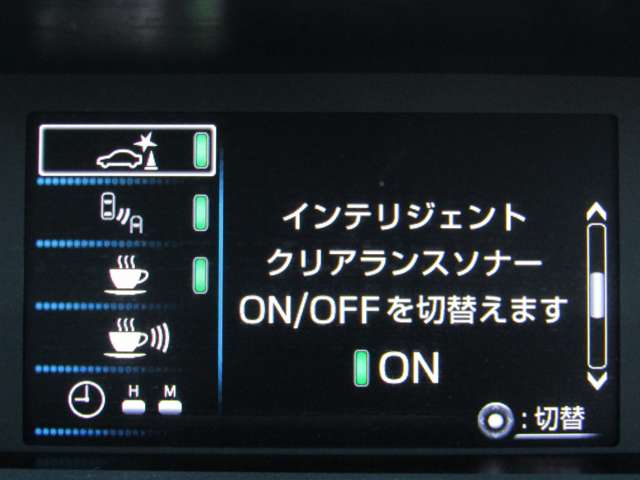 インテリジェント
クリアランスソナー
ON/OFFを切替えます
ON
H M
:切替